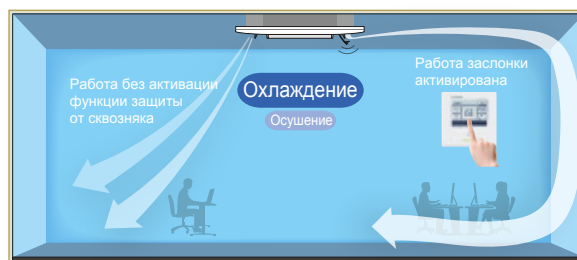 Работа без активации
функции защиты
от сквозняка
Охлаждение
Осушение
Работа заслонки
активирована